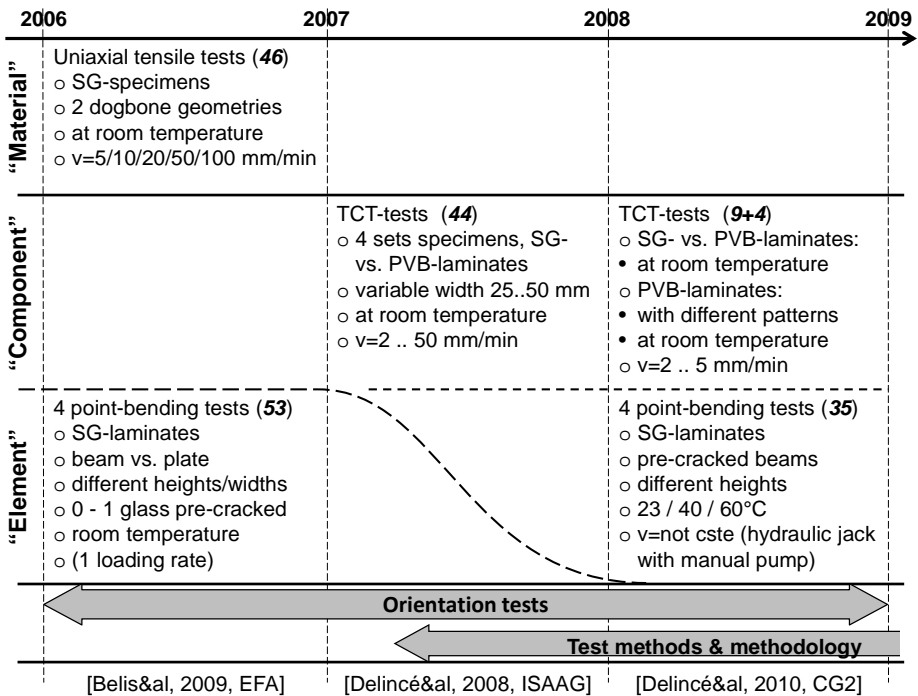 2006 2007 2008 2009
"Material"
Uniaxial tensile tests (46)
o SG-specimens
o 2 dogbone geometries
o at room temperature
o v=5/10/20/50/100 mm/min
"Component"
TCT-tests (44)
o 4 sets specimens, SG-
vs. PVB-laminates
o variable width 25..50 mm
o at room temperature
o v=2 .. 50 mm/min
TCT-tests (9+4)
o SG- vs. PVB-laminates:
• at room temperature
o PVB-laminates:
• with different patterns
• at room temperature
o v=2 .. 5 mm/min
"Element"
4 point-bending tests (53)
o SG-laminates
o beam vs. plate
o different heights/widths
o 0 - 1 glass pre-cracked
o room temperature
o (1 loading rate)
4 point-bending tests (35)
o SG-laminates
o pre-cracked beams
o different heights
o 23 / 40 / 60°C
o v=not cste (hydraulic jack
with manual pump)
Orientation tests
Test methods & methodology
[Belis&al, 2009, EFA] [Delincé&al, 2008, ISAAG] [Delincé&al, 2010, CG2]